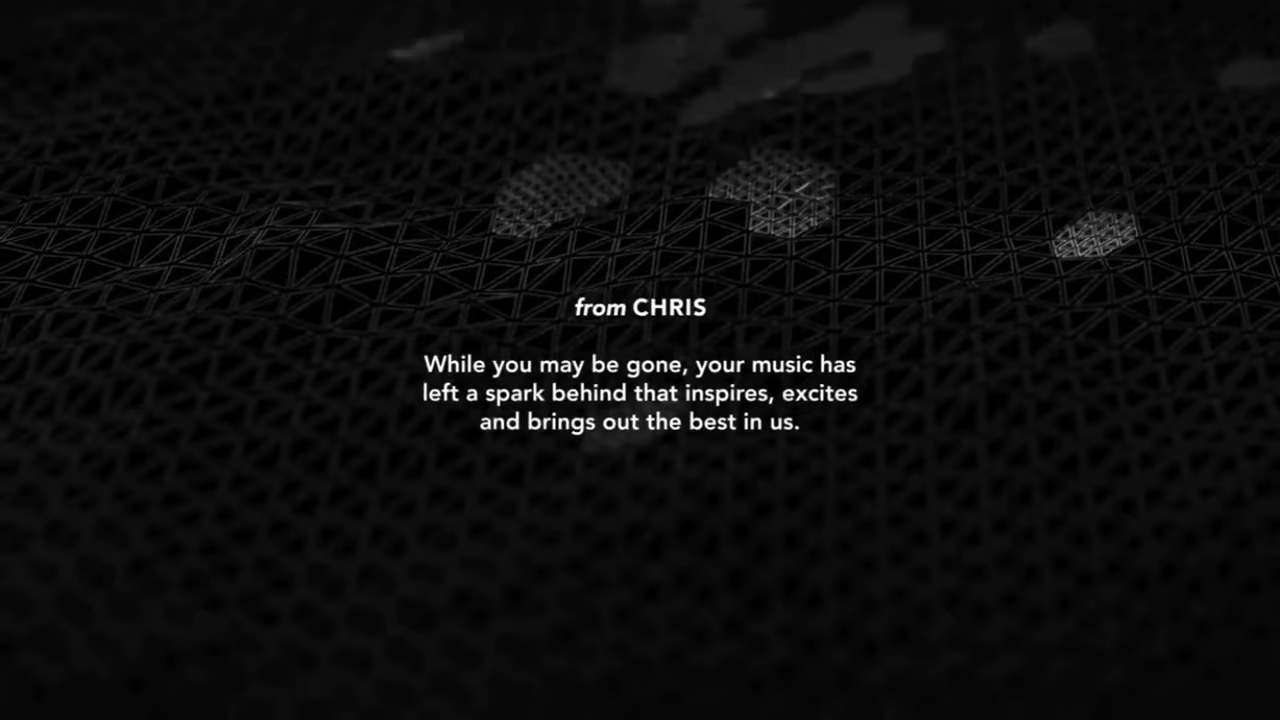 from CHRIS
While you may be gone, your music has
left a spark behind that inspires, excites
and brings out the best in us.